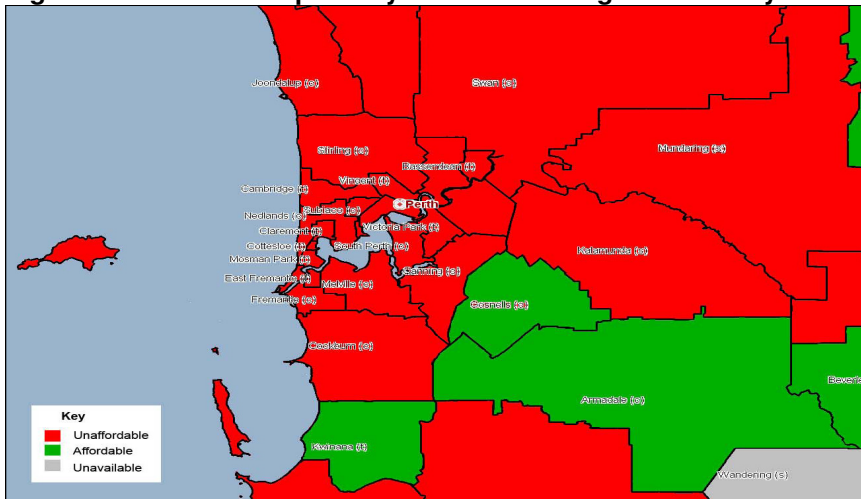 Joondalup (c)
Swan (c)
Mundaring (s)
Stirling (c)
Bassendean (t)
Vincent (t)
Cambridge (t)
Perth
Subiaco (c)
Nedlands (c)
Victoria Park (t)
Claremont (t)
Cottesloe (t)
South Perth (c)
Kalamunda (s)
Mosman Park (t)
Canning (c)
East Fremantle (t)
Melville (c)
Fremantle (c)
Gosnells (c)
Cockburn (c)
Beverle
Armadale (c)
Key
Unaffordable
Affordable
Unavailable
Kwinana (t)
Wandering (s)